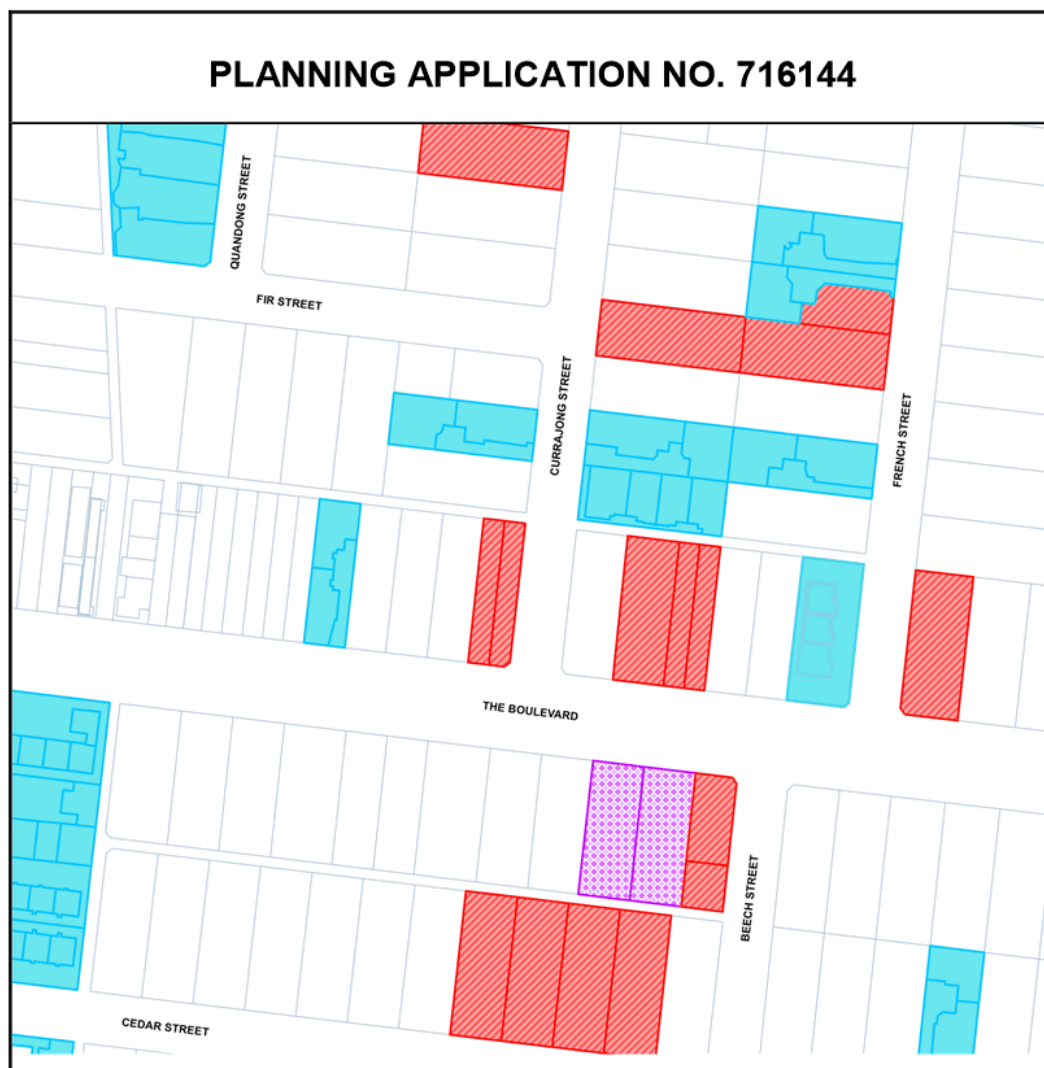 PLANNING APPLICATION NO. 716144
QUANDONG STREET
FIR STREET
CURRAJONG STREET
FRENCH STREET
THE BOULEVARD
BEECH STREET
CEDAR STREET